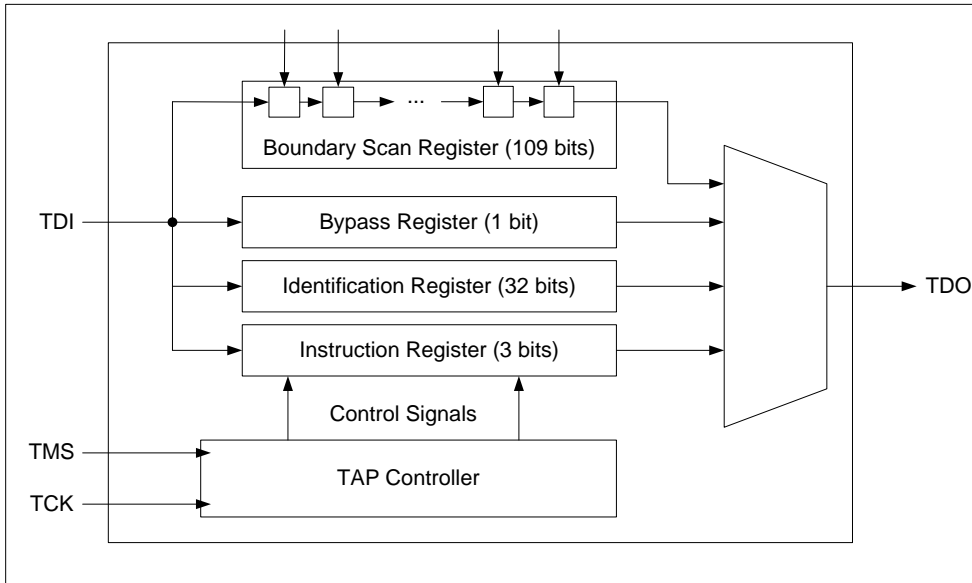 ...
Boundary Scan Register (109 bits)
TDI
Bypass Register (1 bit)
Identification Register (32 bits)
TDO
Instruction Register (3 bits)
Control Signals
TMS
TAP Controller
TCK